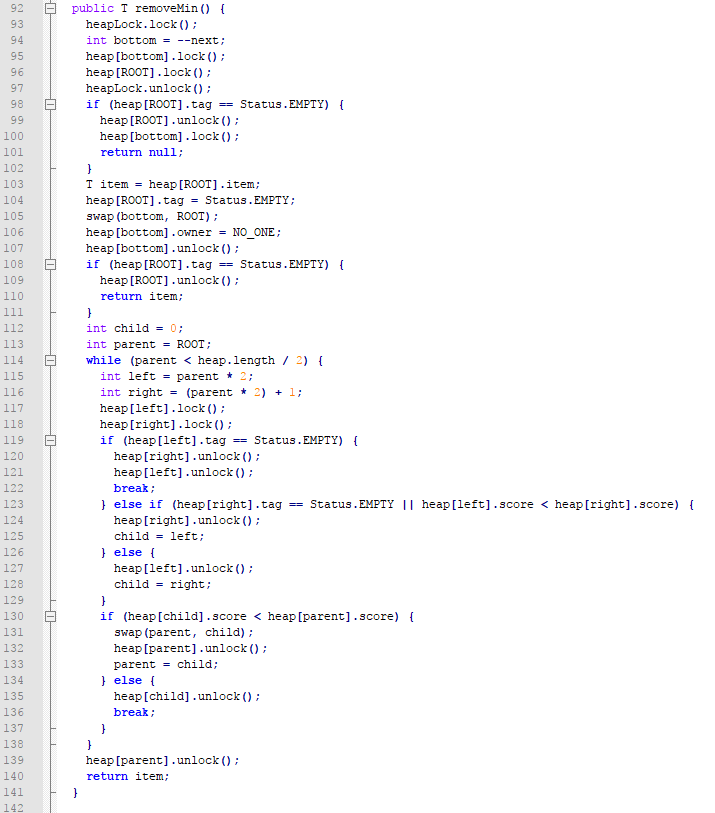 92 public T removeMin() {
93 heapLock.lock();
94 int bottom = --next;
95 heap[bottom].lock();
96 heap[ROOT].lock();
97 heapLock.unlock();
98 if (heap[ROOT].tag == Status.EMPTY) {
99 heap[ROOT].unlock();
100 heap[bottom].lock();
101 return null;
102 }
103 T item = heap[ROOT].item;
104 heap[ROOT].tag = Status.EMPTY;
105 swap(bottom, ROOT);
106 heap[bottom].owner = NO_ONE;
107 heap[bottom].unlock();
108 if (heap[ROOT].tag == Status.EMPTY) {
109 heap[ROOT].unlock();
110 return item;
111 }
112 int child = 0;
113 int parent = ROOT;
114 while (parent < heap.length / 2) {
115 int left = parent * 2;
116 int right = (parent * 2) + 1;
117 heap[left].lock();
118 heap[right].lock();
119 if (heap[left].tag == Status.EMPTY) {
120 heap[right].unlock();
121 heap[left].unlock();
122 break;
123 } else if (heap[right].tag == Status.EMPTY || heap[left].score < heap[right].score) {
124 heap[right].unlock();
125 child = left;
126 } else {
127 heap[left].unlock();
128 child = right;
129 }
130 if (heap[child].score < heap[parent].score) {
131 swap(parent, child);
132 heap[parent].unlock();
133 parent = child;
134 } else {
135 heap[child].unlock();
136 break;
137 }
138 }
139 heap[parent].unlock();
140 return item;
141 }
142